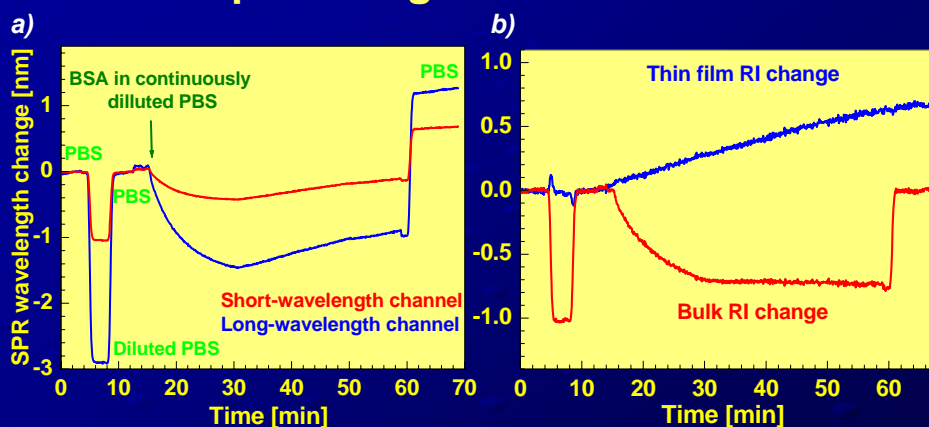 a)
SPR wavelength change [nm]
1
0
-1
-2
-3
BSA in continuously
dilluted PBS
PBS
PBS
PBS
Diluted PBS
Short-wavelength channel
Long-wavelength channel
0 10 20 30 40 50 60 70
Time [min]
b)
1.0
0.5
0.0
-0.5
-1.0
Thin film RI change
Bulk RI change
0 10 20 30 40 50 60
Time [min]